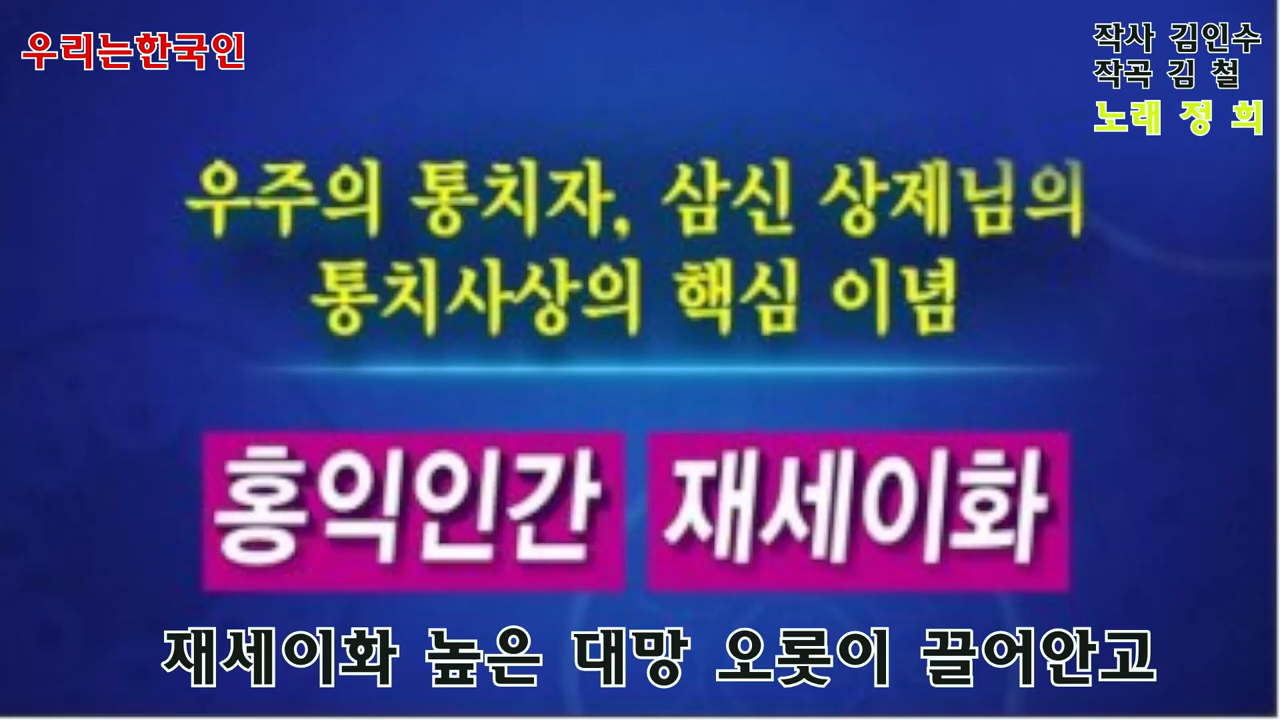 우리는한국인
작사 김인수
작곡 김 철
노래 정 희
우주의 통치자, 삼신 상제님의
통치사상의 핵심 이념
홍익인간 재세이화
재세이화 높은 대망 오롯이 끌어안고